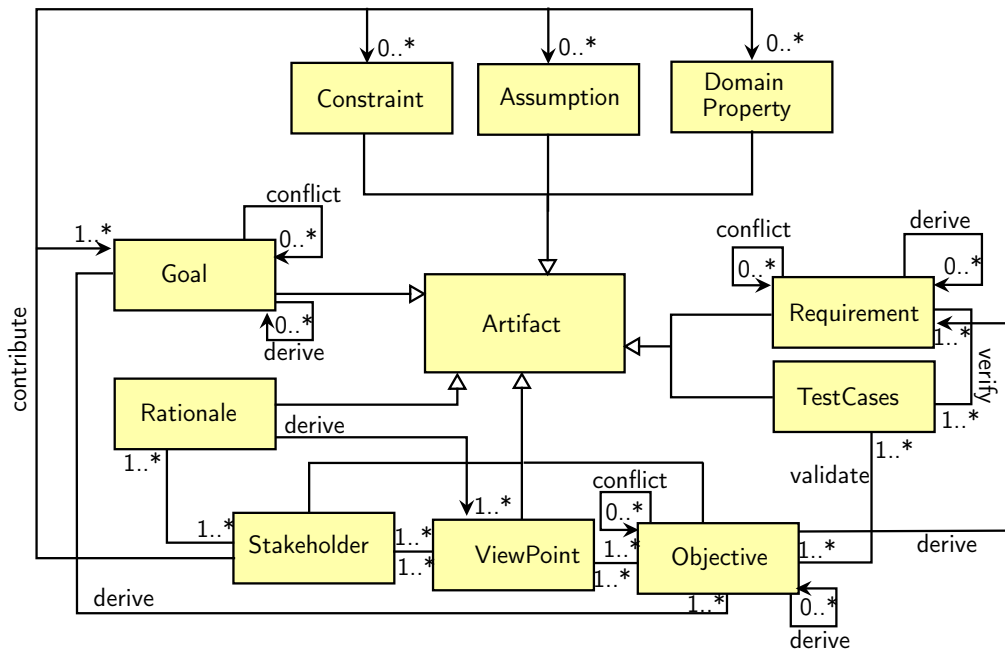 0..*
0..*
0..*
Constraint
Assumption
Domain
Property
conflict
1..*
0..*
Goal
0..*
derive
conflict
derive
0..*
0..*
Requirement
1..*
Artifact
contribute
verify
TestCases
1..*
1..*
Rationale
derive
1..*
validate
conflict
1..*
0..*
1..*
Stakeholder
1..*
1..*
ViewPoint
1..*
1..*
Objective
1..*
derive
derive
1..*
0..*
derive